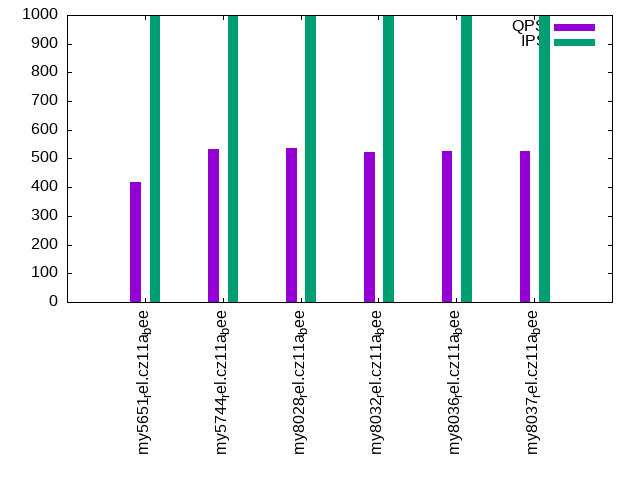 1000
900
800
700
600
500
400
300
200
100
0
QPS
IPS
my5651rel.cz11abee
my5744rel.cz11abee
my8028rel.cz11abee
my8032rel.cz11abee
my8036rel.cz11abee
my8037rel.cz11abee